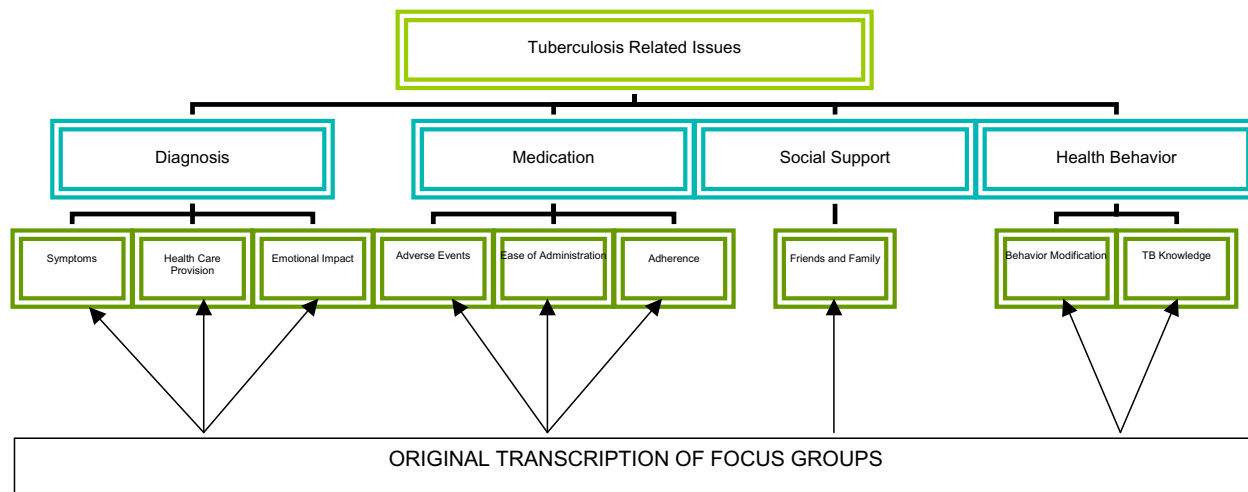 Tuberculosis Related Issues
Diagnosis
Medication
Social Support
Health Behavior
Symptoms
Health Care
Provision
Emotional Impact
Adverse Events
Ease of Administration
Adherence
Friends and Family
Behavior Modification
TB Knowledge
ORIGINAL TRANSCRIPTION OF FOCUS GROUPS